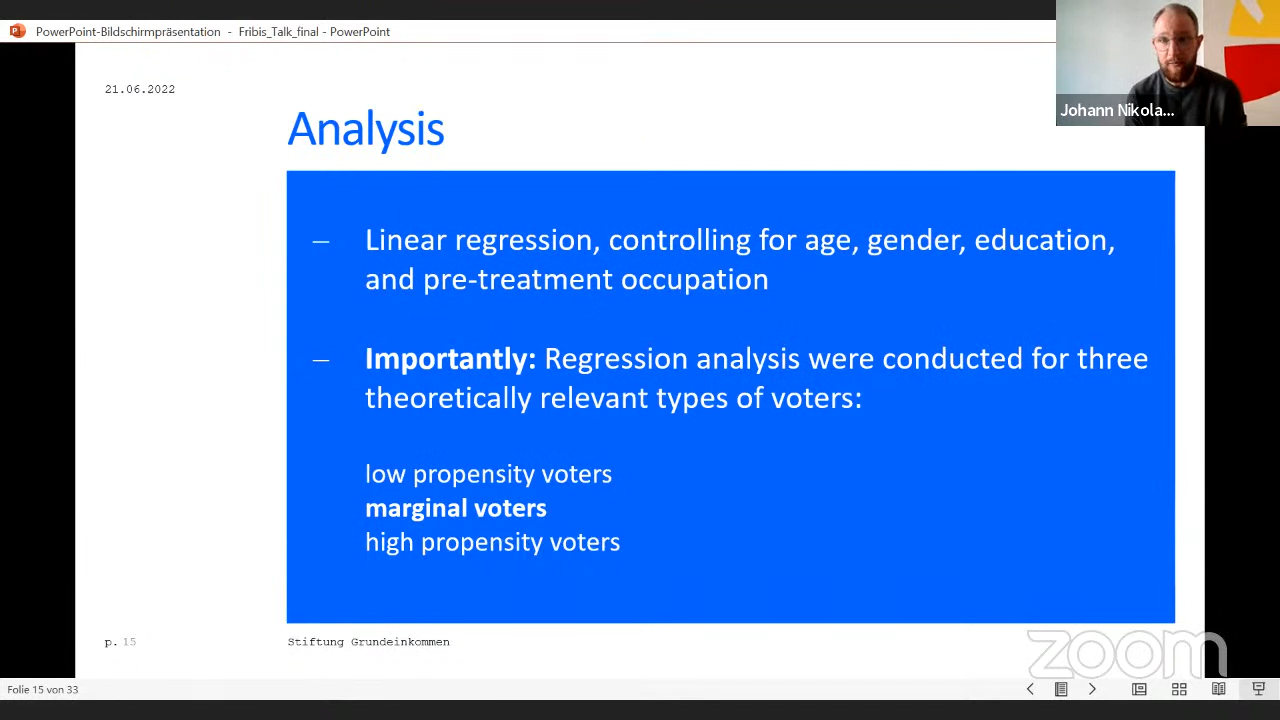 PowerPoint-Bildschirmpräsentation - Fribis_Talk_final - PowerPoint
Johann Nikola...
21.06.2022
Analysis
– Linear regression, controlling for age, gender, education,
and pre-treatment occupation
– Importantly: Regression analysis were conducted for three
theoretically relevant types of voters:
low propensity voters
marginal voters
high propensity voters
p. 15
Stiftung Grundeinkommen
zoom
Folie 15 von 33